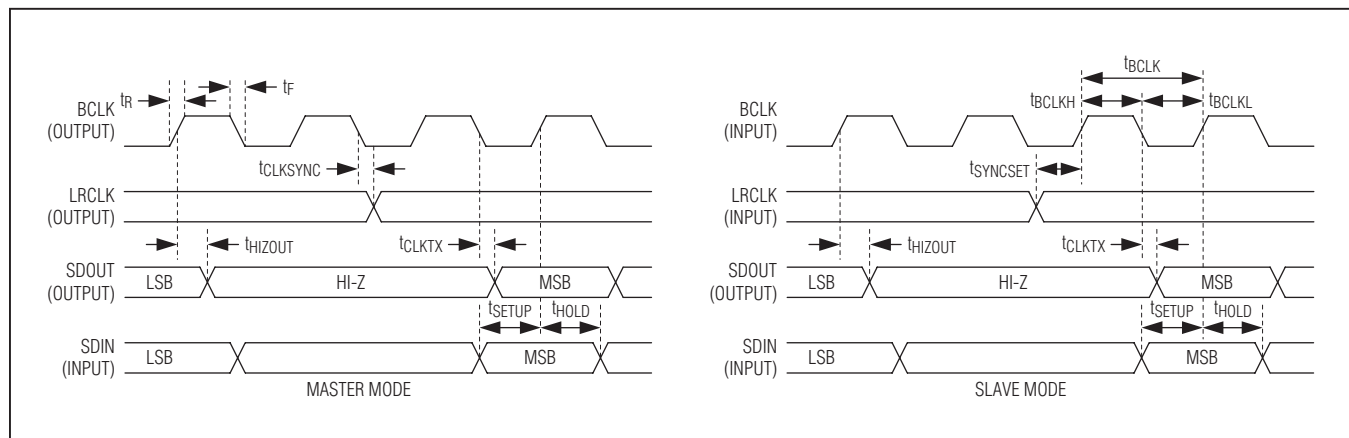 tR
tF
BCLK
(OUTPUT)
tCLKSYNC
LRCLK
(OUTPUT)
tHIZOUT
tCLKTX
SDOUT
(OUTPUT)
LSB
HI-Z
MSB
tSETUP
tHOLD
SDIN
(INPUT)
LSB
MSB
MASTER MODE
tBCLK
tBCLKH
tBCLKL
BCLK
(INPUT)
tSYNCSET
LRCLK
(INPUT)
tHIZOUT
tCLKTX
SDOUT
(OUTPUT)
LSB
HI-Z
MSB
tSETUP
tHOLD
SDIN
(INPUT)
LSB
MSB
SLAVE MODE